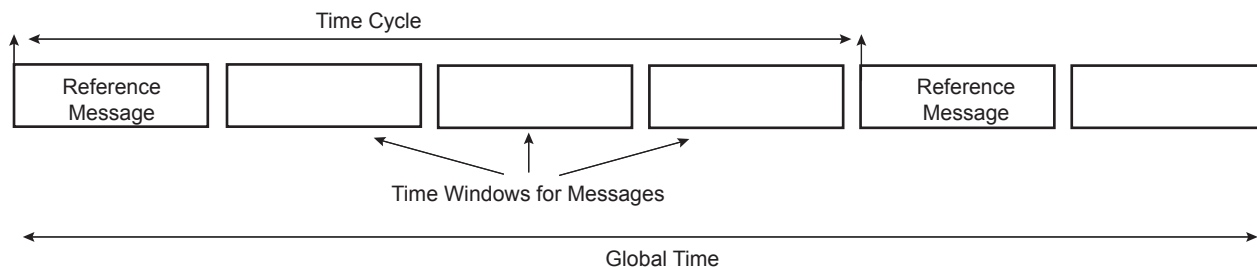 Time Cycle
Reference
Message
Reference
Message
Time Windows for Messages
Global Time